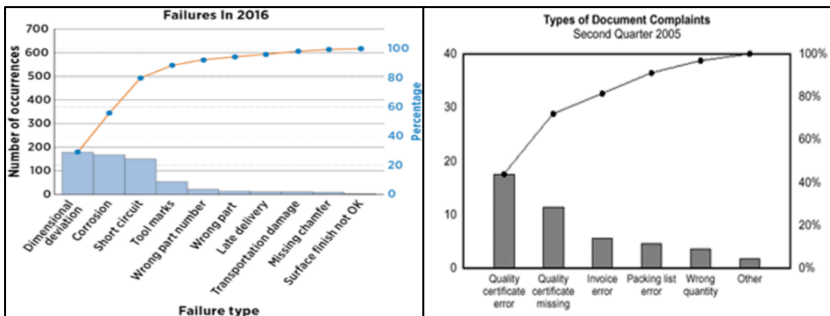 Failures In 2016
Number of occurrences
700
600
500
400
300
200
100
0
100
80
60
40
20
0
Percentage
Dimensional
deviation
Corrosion
Short circuit
Tool marks
Wrong part number
Wrong part
Late delivery
Transportation damage
Missing chamfer
Surface finish not OK
Failure type
Types of Document Complaints
Second Quarter 2005
40
30
20
10
0
100%
80%
60%
40%
0%
Quality
certificate
error
Quality
certificate
missing
Invoice
error
Packing list
error
Wrong
quantity
Other